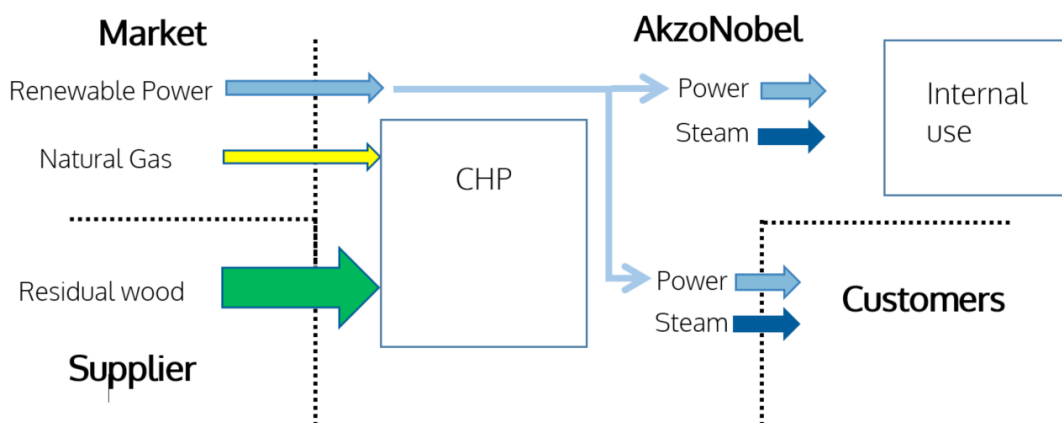 Market
AkzoNobel
Renewable Power
Power
Internal
use
Steam
Natural Gas
CHP
Residual wood
Power
Steam
Customers
Supplier